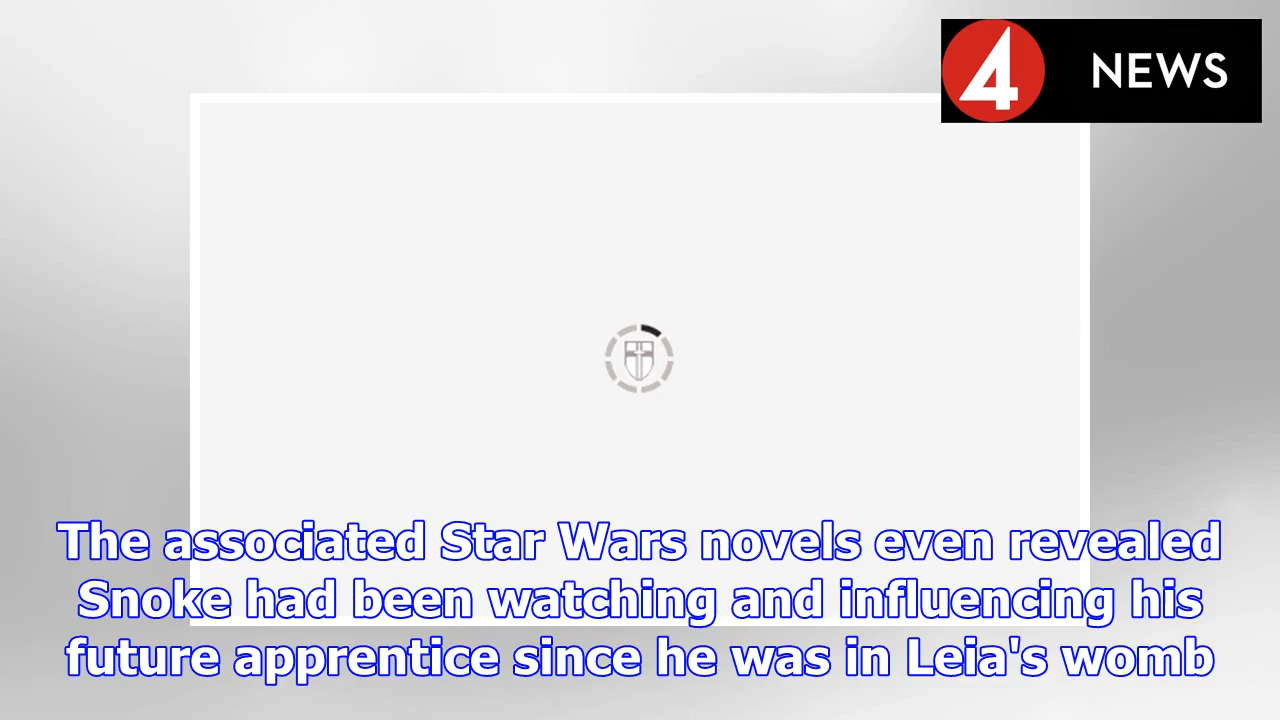 4 NEWS
The associated Star Wars novels even revealed
Snoke had been watching and influencing his
future apprentice since he was in Leia's womb